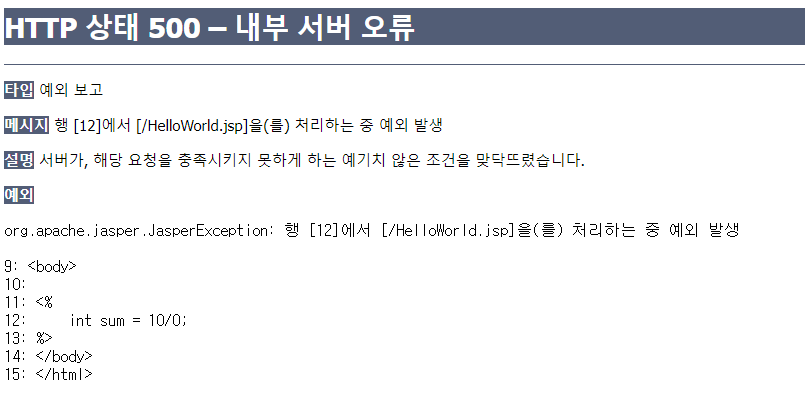 HTTP 상태 500 – 내부 서버 오류
타입 예외 보고
메시지 행 [12]에서 [/HelloWorld.jsp]을(를) 처리하는 중 예외 발생
설명 서버가, 해당 요청을 충족시키지 못하게 하는 예기치 않은 조건을 맞닥뜨렸습니다.
예외
org.apache.jasper.JasperException: 행 [12]에서 [/HelloWorld.jsp]을(를) 처리하는 중 예외 발생
9: <body>
10:
11: <%
12:     int sum = 10/0;
13: %>
14: </body>
15: </html>